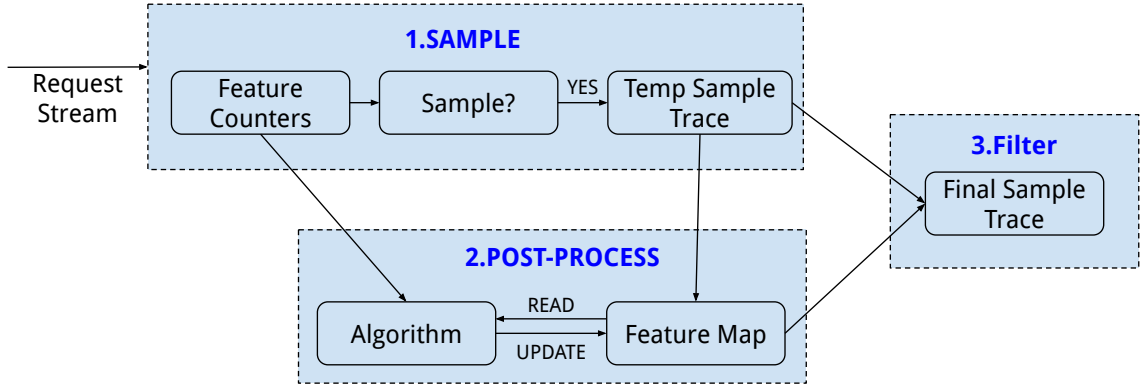 1.SAMPLE
Request
Stream
Feature
Counters
Sample?
YES
Temp Sample
Trace
3.Filter
Final Sample
Trace
2.POST-PROCESS
Algorithm
READ
UPDATE
Feature Map